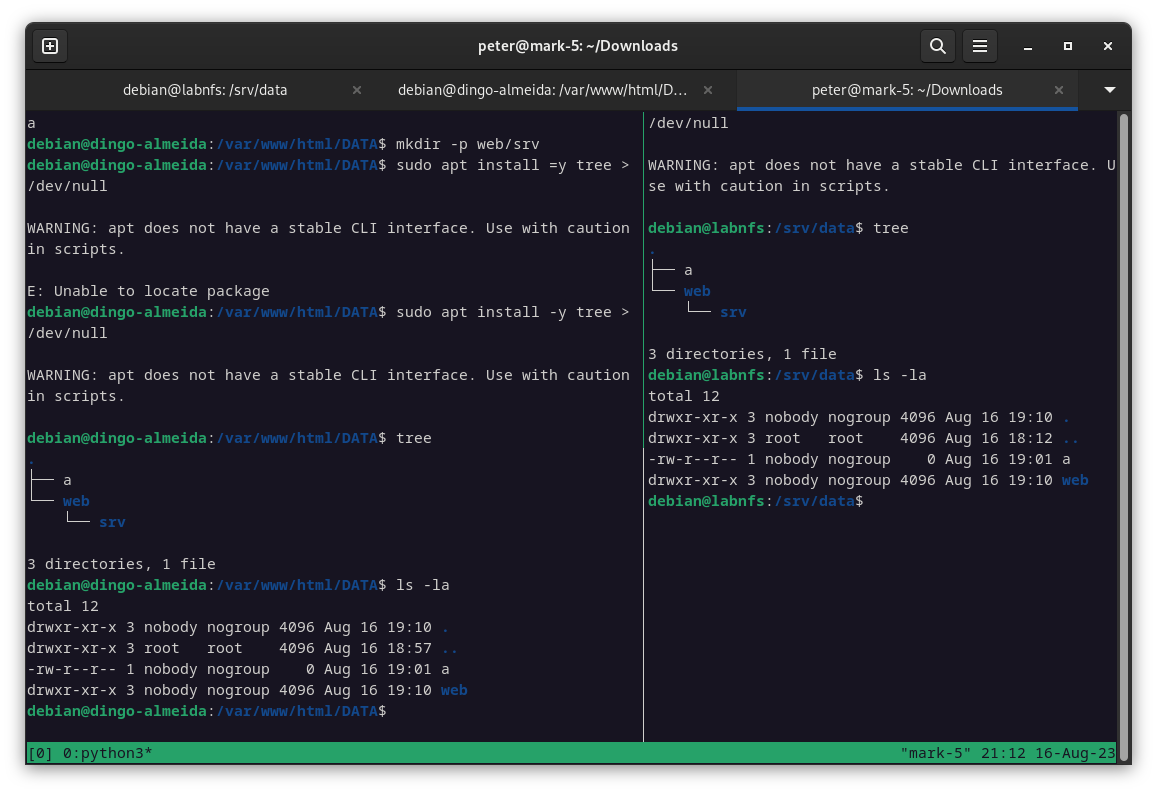 peter@mark-5: ~/Downloads
debian@labnfs: /srv/data
debian@dingo-almeida: /var/www/html/D…
peter@mark-5: ~/Downloads
a
debian@dingo-almeida:/var/www/html/DATA$ mkdir -p web/srv
debian@dingo-almeida:/var/www/html/DATA$ sudo apt install =y tree >
/dev/null
WARNING: apt does not have a stable CLI interface. Use with caution
in scripts.
E: Unable to locate package
debian@dingo-almeida:/var/www/html/DATA$ sudo apt install -y tree >
/dev/null
WARNING: apt does not have a stable CLI interface. Use with caution
in scripts.
debian@dingo-almeida:/var/www/html/DATA$ tree
.
├── a
└── web
    └── srv
3 directories, 1 file
debian@dingo-almeida:/var/www/html/DATA$ ls -la
total 12
drwxr-xr-x 3 nobody nogroup 4096 Aug 16 19:10 .
drwxr-xr-x 3 root   root    4096 Aug 16 18:57 ..
-rw-r--r-- 1 nobody nogroup    0 Aug 16 19:01 a
drwxr-xr-x 3 nobody nogroup 4096 Aug 16 19:10 web
debian@dingo-almeida:/var/www/html/DATA$
/dev/null
WARNING: apt does not have a stable CLI interface. U
se with caution in scripts.
debian@labnfs:/srv/data$ tree
.
├── a
└── web
    └── srv
3 directories, 1 file
debian@labnfs:/srv/data$ ls -la
total 12
drwxr-xr-x 3 nobody nogroup 4096 Aug 16 19:10 .
drwxr-xr-x 3 root   root    4096 Aug 16 18:12 ..
-rw-r--r-- 1 nobody nogroup    0 Aug 16 19:01 a
drwxr-xr-x 3 nobody nogroup 4096 Aug 16 19:10 web
debian@labnfs:/srv/data$
[0] 0:python3* "mark-5" 21:12 16-Aug-23